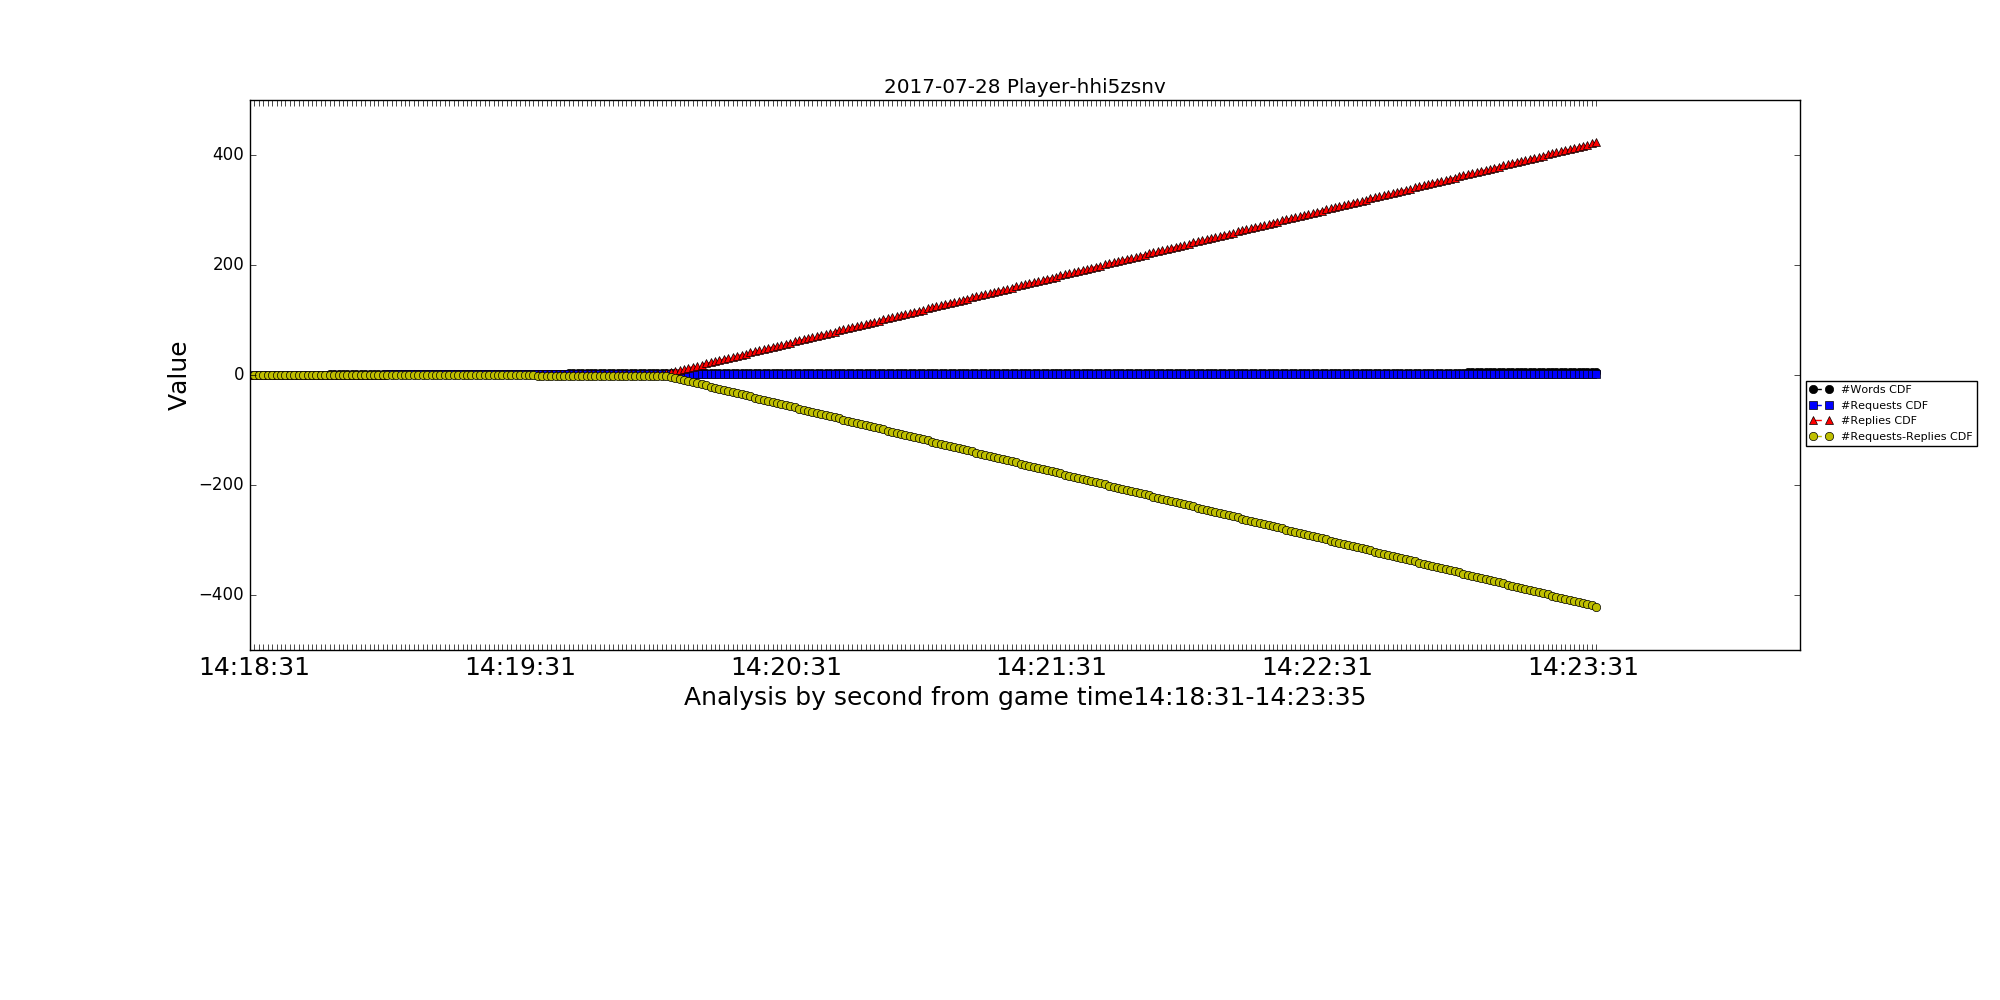 2017-07-28 Player-hhi5zsnv
400
200
0
−200
−400
Value
14:18:31 14:19:31 14:20:31 14:21:31 14:22:31 14:23:31
Analysis by second from game time14:18:31-14:23:35
#Words CDF
#Requests CDF
#Replies CDF
#Requests-Replies CDF